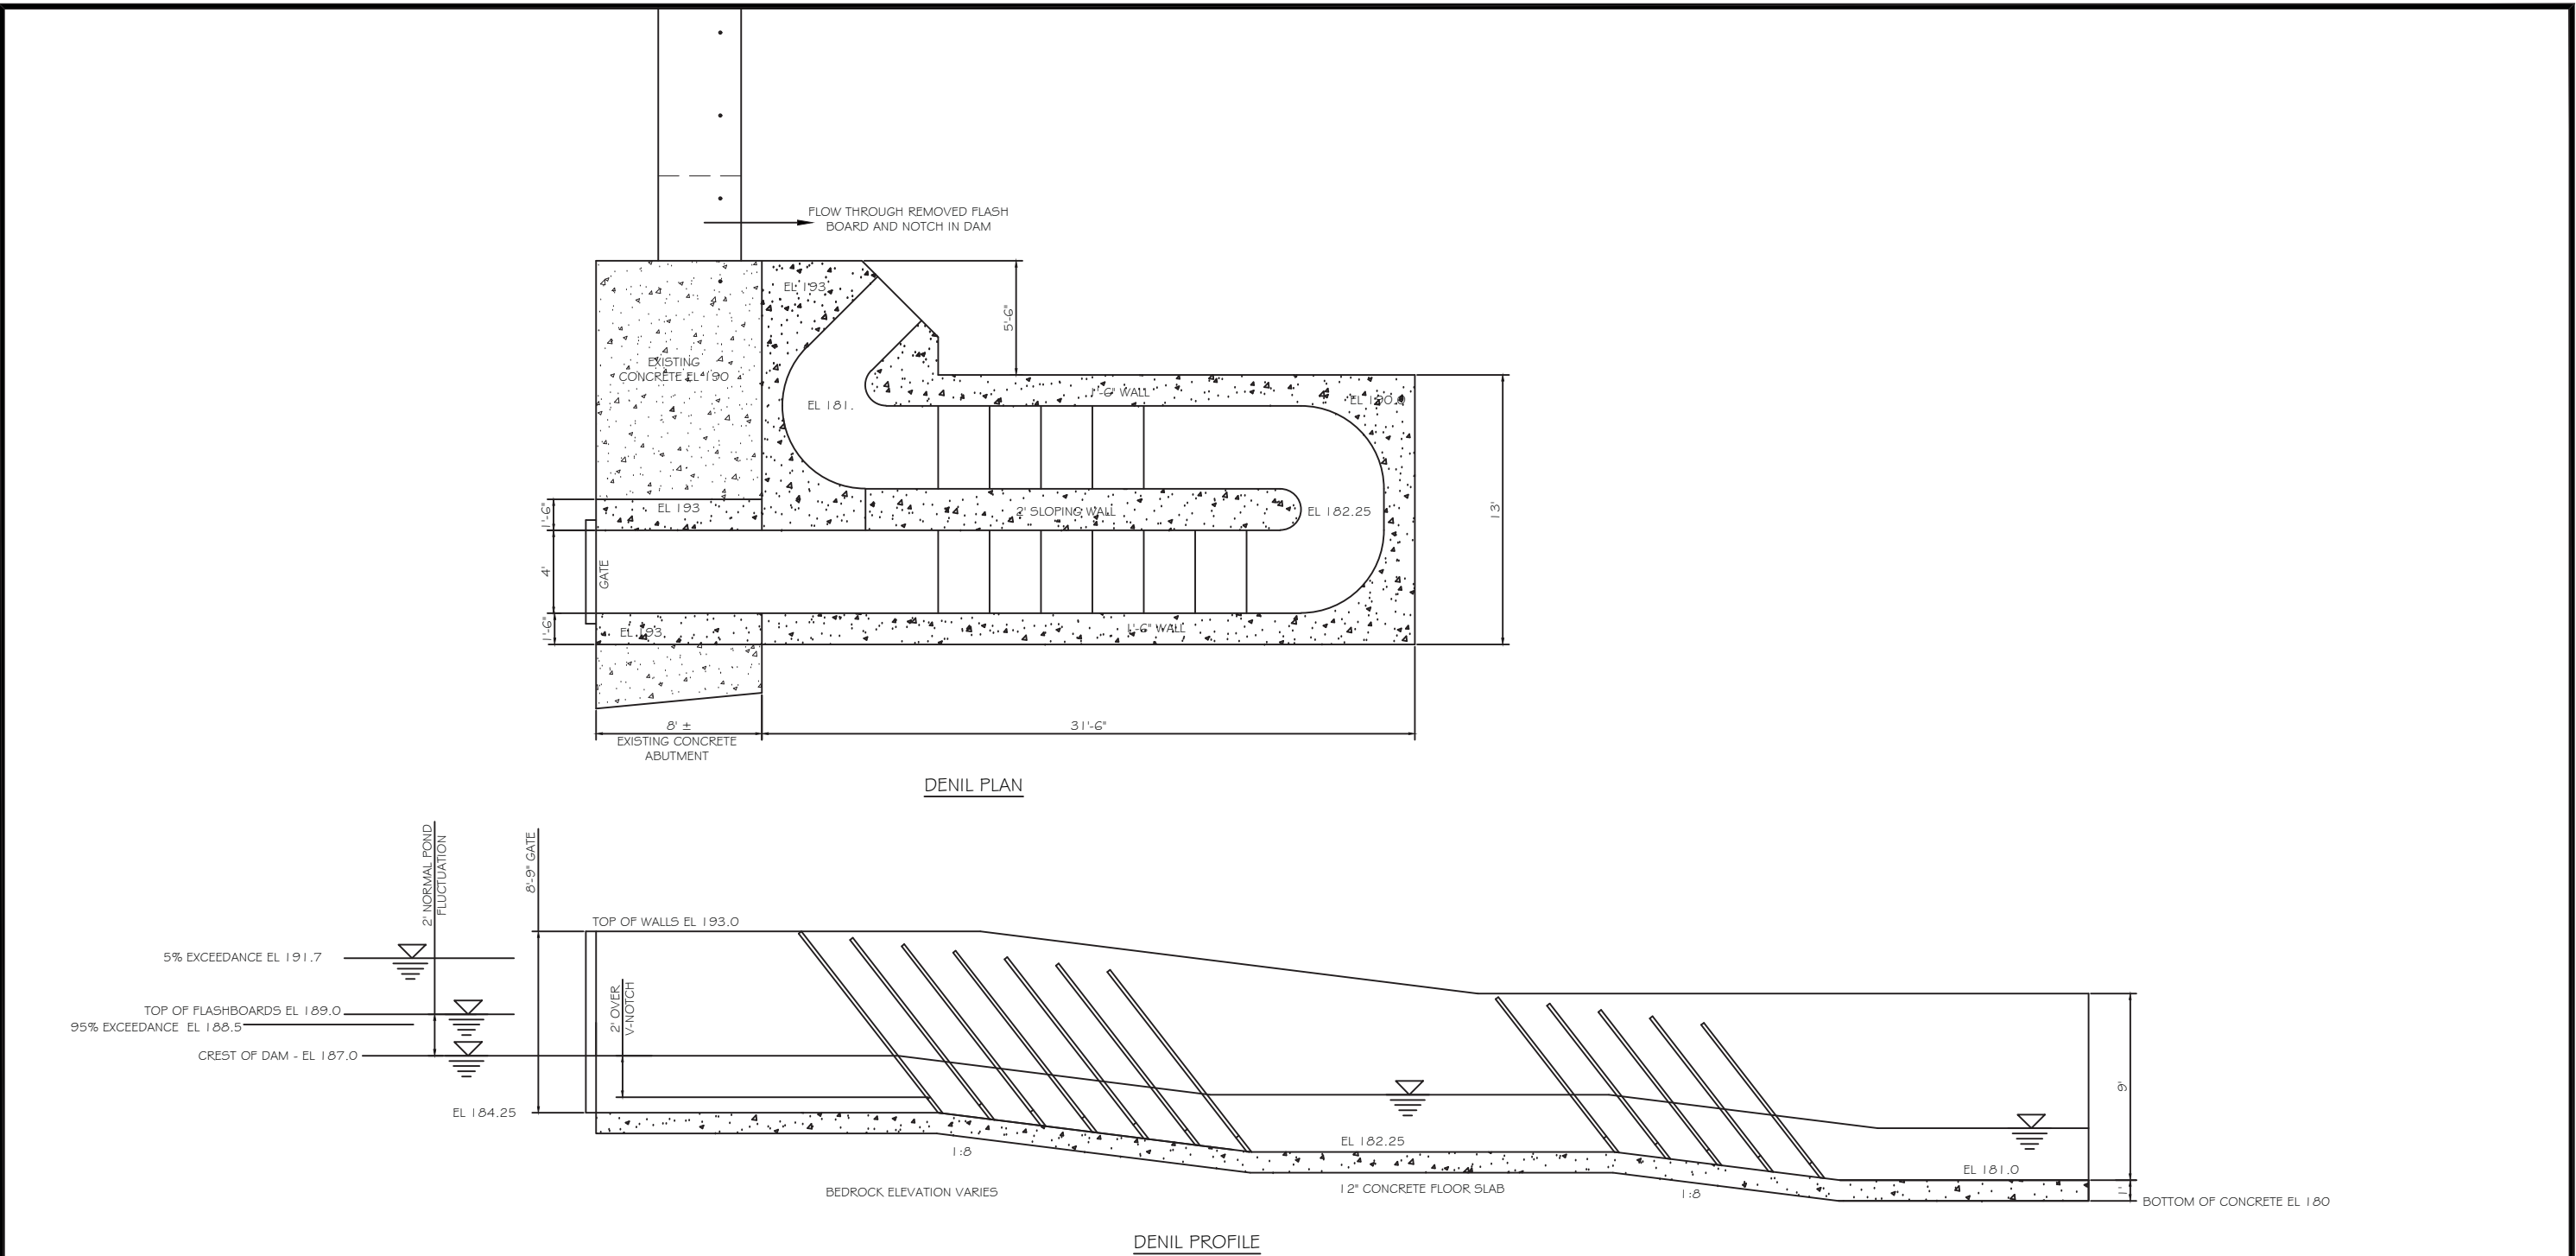 FLOW THROUGH REMOVED FLASH
BOARD AND NOTCH IN DAM
EL 193
5'-6"
EXISTING
CONCRETE EL 190
1'-6" WALL
EL 190.0
EL 181.
1'-6"
EL 193
2' SLOPING WALL
EL 182.25
13'
4'
GATE
1'-6"
EL 193
1'-6" WALL
8' ±
31'-6"
EXISTING CONCRETE
ABUTMENT
DENIL PLAN
2' NORMAL POND
FLUCTUATION
8'-9" GATE
TOP OF WALLS EL 193.0
5% EXCEEDANCE EL 191.7
2' OVER
V-NOTCH
TOP OF FLASHBOARDS EL 189.0
95% EXCEEDANCE EL 188.5
CREST OF DAM - EL 187.0
9'
EL 184.25
EL 182.25
1:8
EL 181.0
12" CONCRETE FLOOR SLAB
BEDROCK ELEVATION VARIES
1:8
1'
BOTTOM OF CONCRETE EL 180
DENIL PROFILE